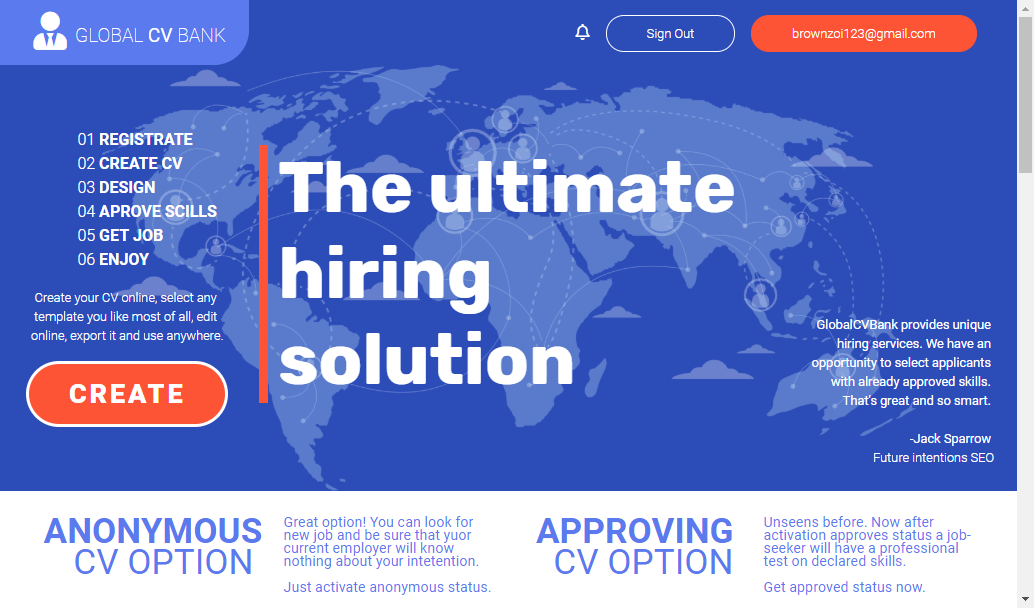 GLOBAL CV BANK
Sign Out
brownzoi123@gmail.com
01 REGISTRATE
02 CREATE CV
03 DESIGN
04 APROVE SCILLS
05 GET JOB
06 ENJOY
Create your CV online, select any
template you like most of all, edit
online, export it and use anywhere.
CREATE
The ultimate
hiring
solution
GlobalCVBank provides unique
hiring services. We have an
opportunity to select applicants
with already approved skills.
That's great and so smart.
-Jack Sparrow
Future intentions SEO
ANONYMOUS
CV OPTION
Great option! You can look for
new job and be sure that yuor
current employer will know
nothing about your intetention.
Just activate anonymous status.
APPROVING
CV OPTION
Unseens before. Now after
activation approves status a job-
seeker will have a professional
test on declared skills.
Get approved status now.